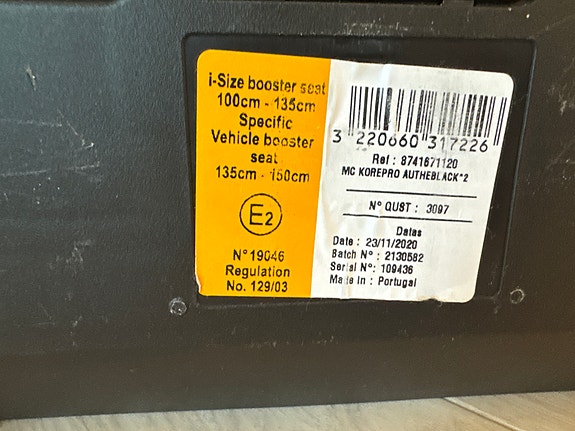 i-Size booster seat
100cm - 135cm
Specific
Vehicle booster
seat
135cm - 150cm
E2
N° 19046
Regulation
No. 129/03
3 220660 317226
Ref : 8741671120
MC KOREPRO AUTHEBLACK*2
N° QUST : 3097
Datas
Date : 23/11/2020
Batch N° : 2130582
Serial N°: 109436
Made In : Portugal